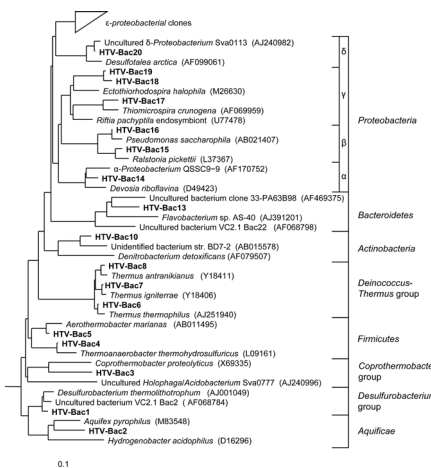 ε-proteobacterial clones
Uncultured δ-Proteobacterium Sva0113 (AJ240982)
HTV-Bac20
Desulfotalea arctica (AF099061)
δ
HTV-Bac19
HTV-Bac18
Ectothiorhodospira halophila (M26630)
HTV-Bac17
Thiomicrospira crunogena (AF069959)
Riftia pachyptila endosymbiont (U77478)
γ
HTV-Bac16
Pseudomonas saccharophila (AB021407)
HTV-Bac15
Ralstonia pickettii (L37367)
β
α-Proteobacterium QSSC9-9 (AF170752)
HTV-Bac14
Devosia riboflavina (D49423)
α
Proteobacteria
Uncultured bacterium clone 33-PA63B98 (AF469375)
HTV-Bac13
Flavobacterium sp. AS-40 (AJ391201)
Uncultured bacterium VC2.1 Bac22 (AF068798)
Bacteroidetes
HTV-Bac10
Unidentified bacterium str. BD7-2 (AB015578)
Denitrobacterium detoxificans (AF079507)
Actinobacteria
HTV-Bac8
Thermus antranikianus (Y18411)
HTV-Bac7
Thermus igniterrae (Y18406)
HTV-Bac6
Thermus thermophilus (AJ251940)
Deinococcus-
Thermus group
Aerothermobacter marianas (AB011495)
HTV-Bac5
HTV-Bac4
Thermoanaerobacter thermohydrosulfuricus (L09161)
Firmicutes
Coprothermobacter proteolyticus (X69335)
HTV-Bac3
Uncultured Holophaga/Acidobacterium Sva0777 (AJ240996)
Coprothermobacte
group
Desulfurobacterium thermolithotrophum (AJ001049)
Uncultured bacterium VC2.1 Bac2 (AF068784)
HTV-Bac1
Desulfurobacteriun
group
Aquifex pyrophilus (M83548)
HTV-Bac2
Hydrogenobacter acidophilus (D16296)
Aquificae
0.1